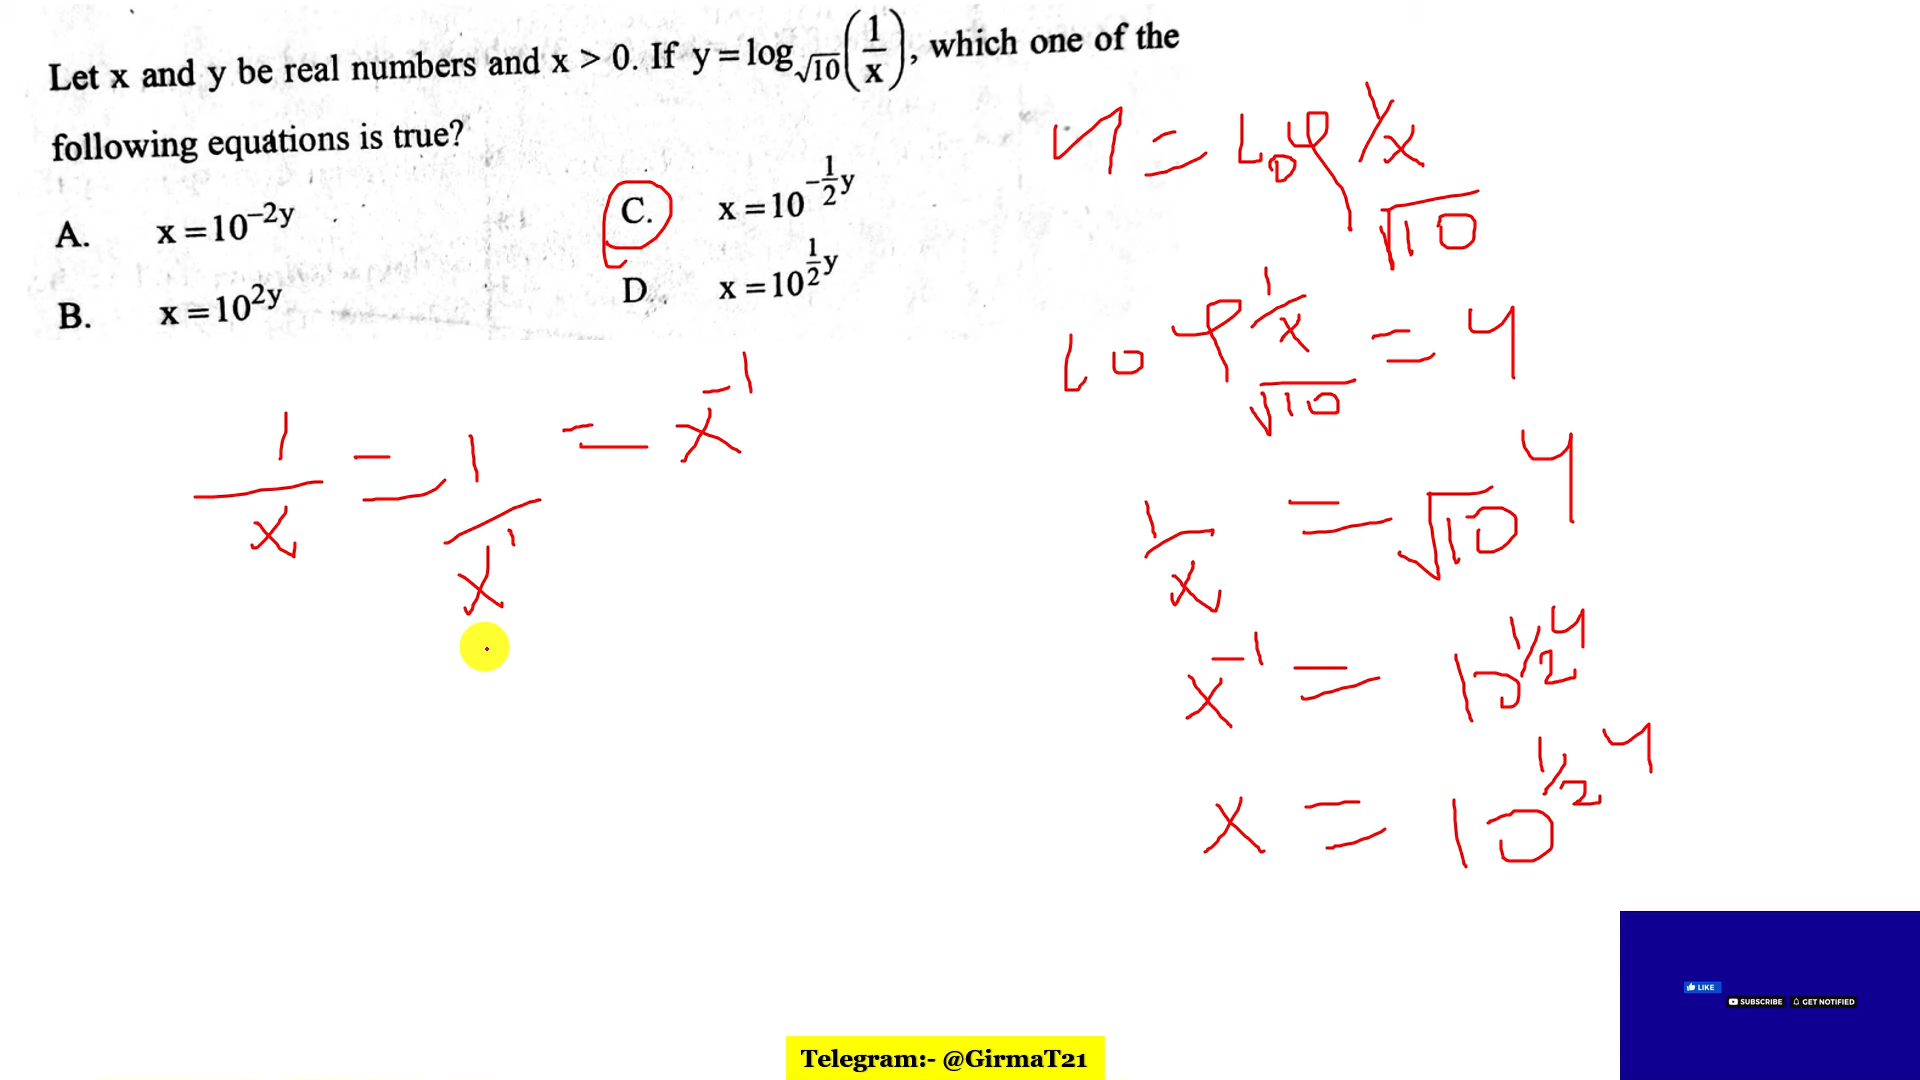 Let x and y be real numbers and x > 0. If y = log_√10 (1/x), which one of the
following equations is true?
A. x = 10^(-2y)
B. x = 10^(2y)
C. x = 10^(-1/2 y)
D. x = 10^(1/2 y)
1/x = 1/x^1 = x^-1
y = Log 1/x √10
log 1/x √10 = y
1/x = √10^y
x^-1 = 10^(1/2 y)
x = 10^(1/2 y)
LIKE
SUBSCRIBE GET NOTIFIED
Telegram:- @GirmaT21